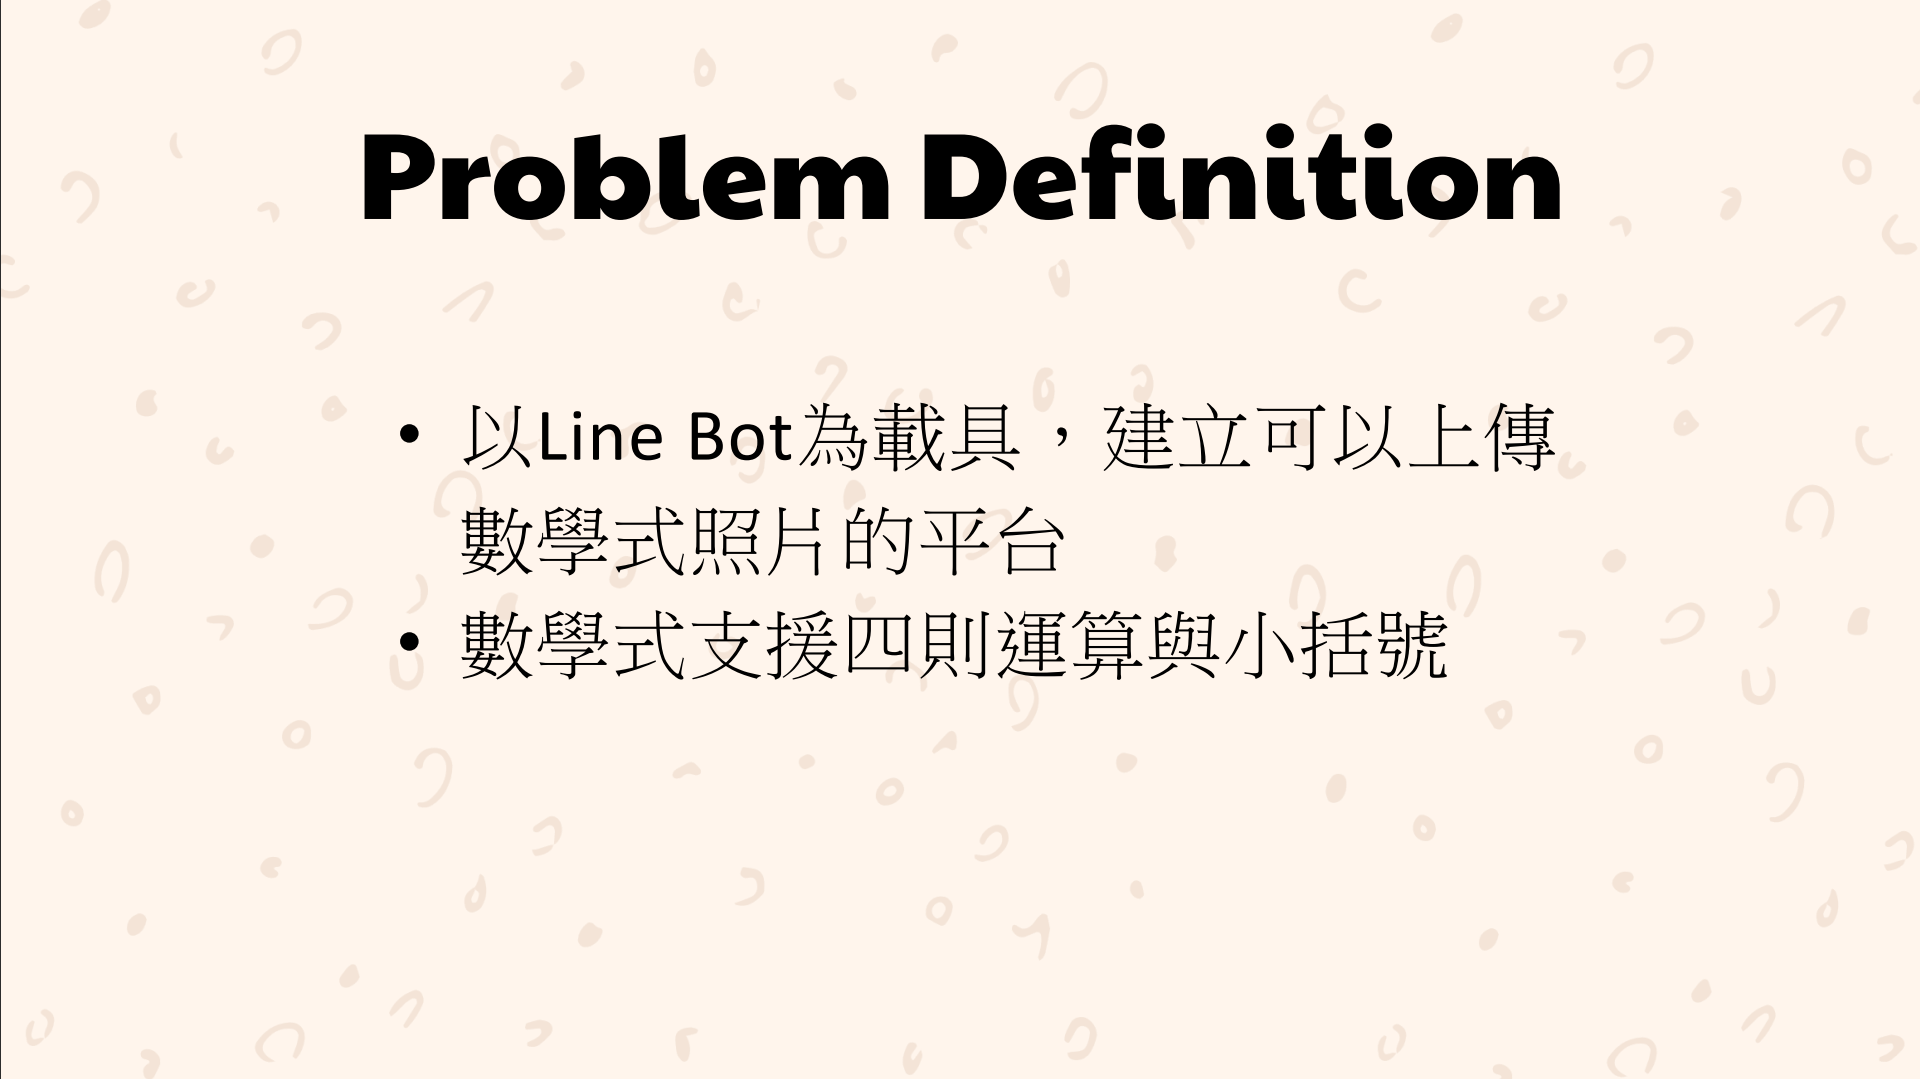 Problem Definition
• 以Line Bot為載具，建立可以上傳
數學式照片的平台
• 數學式支援四則運算與小括號